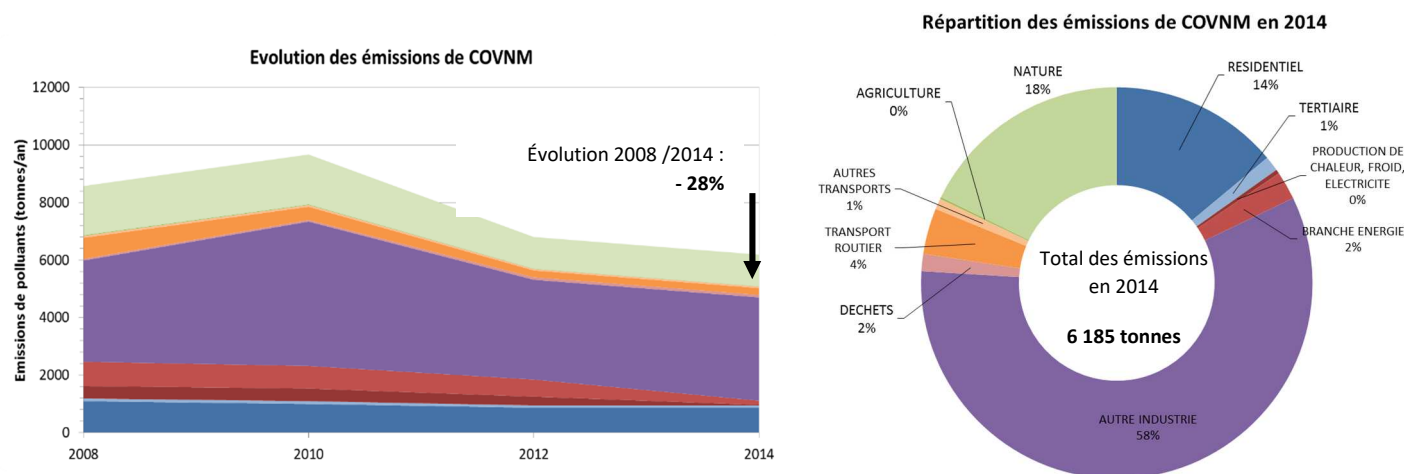 Evolution des émissions de COVNM
Emissions de polluants (tonnes/an)
12000
10000
8000
6000
4000
2000
0
2008
2010
2012
2014
Évolution 2008 /2014 :
- 28%
Répartition des émissions de COVNM en 2014
NATURE
18%
RESIDENTIEL
14%
AGRICULTURE
0%
TERTIAIRE
1%
PRODUCTION DE
CHALEUR, FROID,
ELECTRICITE
0%
AUTRES
TRANSPORTS
1%
TRANSPORT
ROUTIER
4%
BRANCHE ENERGIE
2%
DECHETS
2%
Total des émissions
en 2014
6 185 tonnes
AUTRE INDUSTRIE
58%